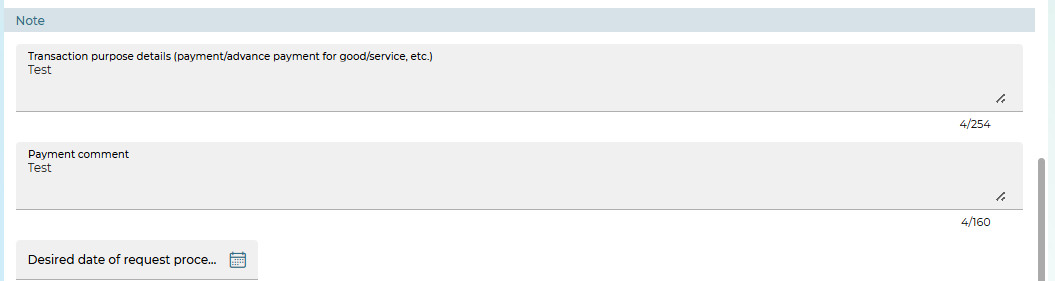 Note
Transaction purpose details (payment/advance payment for good/service, etc.)
Test
4/254
Payment comment
Test
4/160
Desired date of request proce...